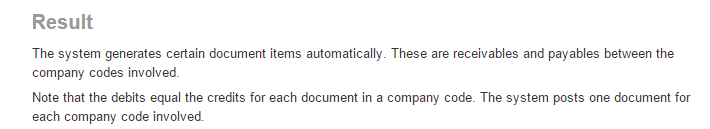 Result
The system generates certain document items automatically. These are receivables and payables between the
company codes involved.
Note that the debits equal the credits for each document in a company code. The system posts one document for
each company code involved.